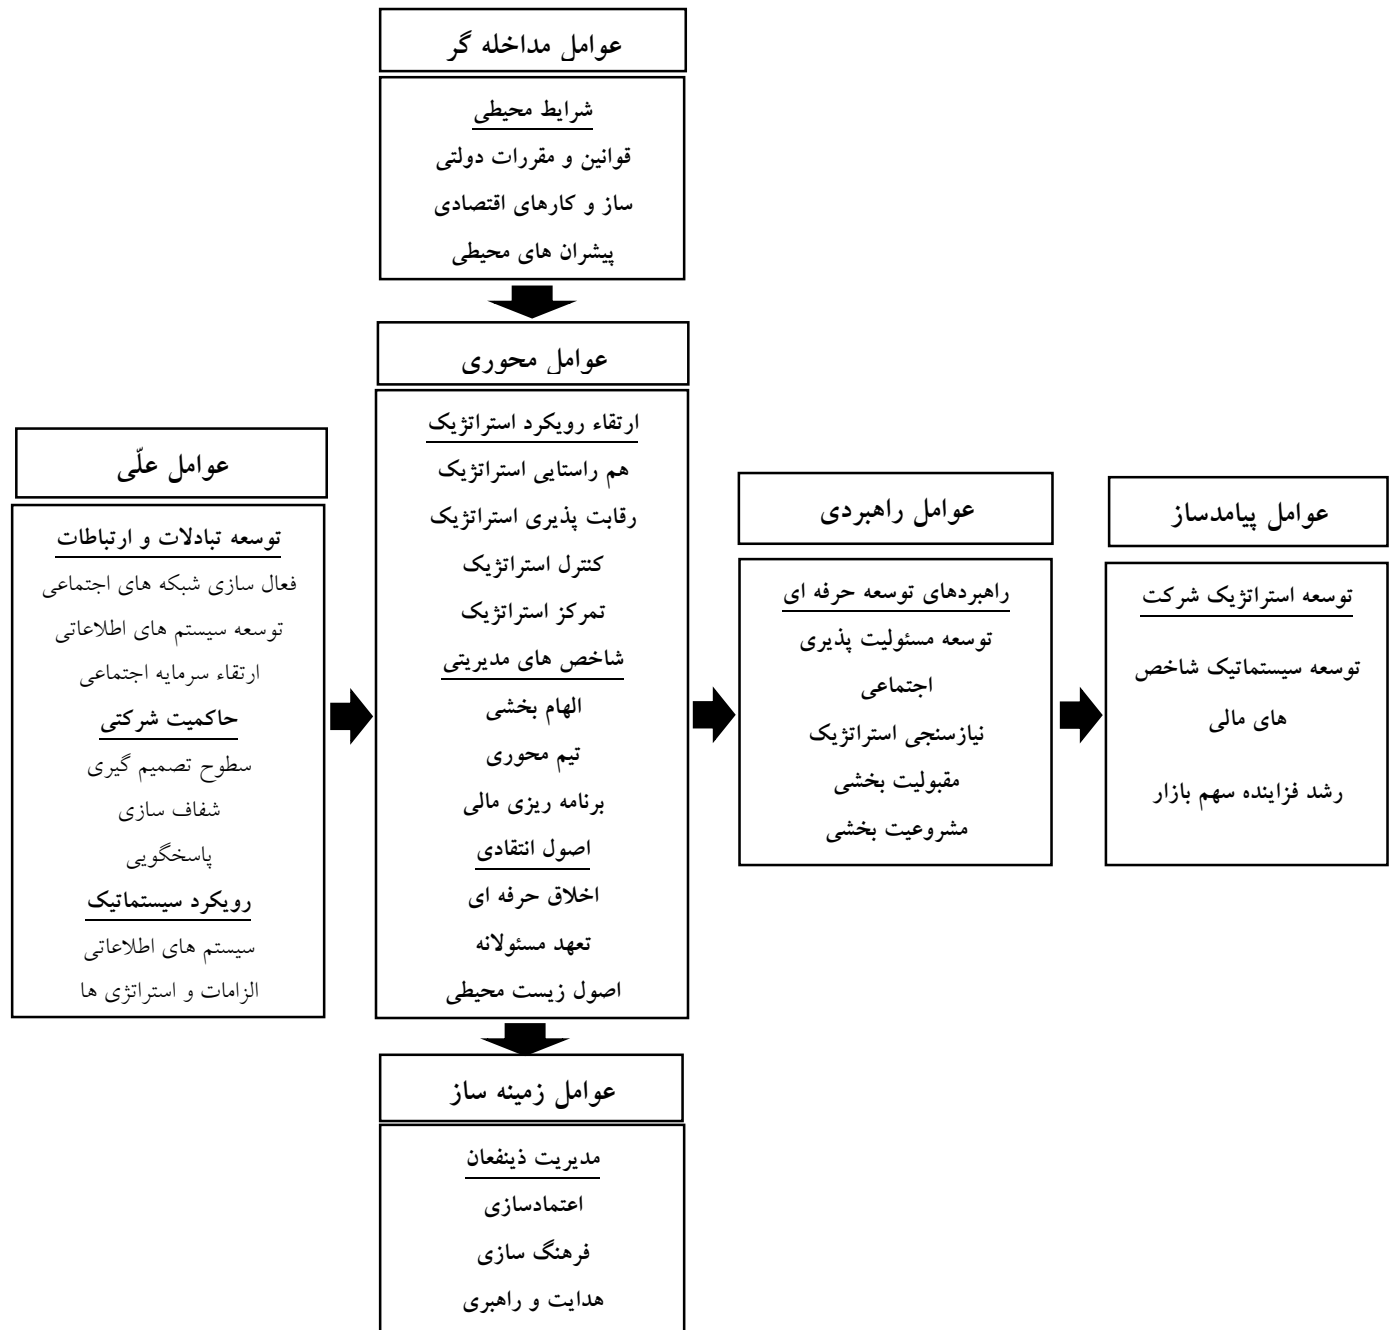 عوامل مداخله گر
شرایط محیطی
قوانین و مقررات دولتی
ساز و کارهای اقتصادی
پیشران های محیطی
عوامل محوری
ارتقاء رویکرد استراتژیک
هم راستایی استراتژیک
رقابت پذیری استراتژیک
کنترل استراتژیک
تمرکز استراتژیک
شاخص های مدیریتی
الهام بخشی
تیم محوری
برنامه ریزی مالی
اصول انتقادی
اخلاق حرفه ای
تعهد مسئولانه
اصول زیست محیطی
عوامل علّی
توسعه تبادلات و ارتباطات
فعال سازی شبکه های اجتماعی
توسعه سیستم های اطلاعاتی
ارتقاء سرمایه اجتماعی
حاکمیت شرکتی
سطوح تصمیم گیری
شفاف سازی
پاسخگویی
رویکرد سیستماتیک
سیستم های اطلاعاتی
الزامات و استراتژی ها
عوامل راهبردی
راهبردهای توسعه حرفه ای
توسعه مسئولیت پذیری
اجتماعی
نیازسنجی استراتژیک
مقبولیت بخشی
مشروعیت بخشی
عوامل پیامدساز
توسعه استراتژیک شرکت
توسعه سیستماتیک شاخص
های مالی
رشد فزاینده سهم بازار
عوامل زمینه ساز
مدیریت ذینفعان
اعتمادسازی
فرهنگ سازی
هدایت و راهبری